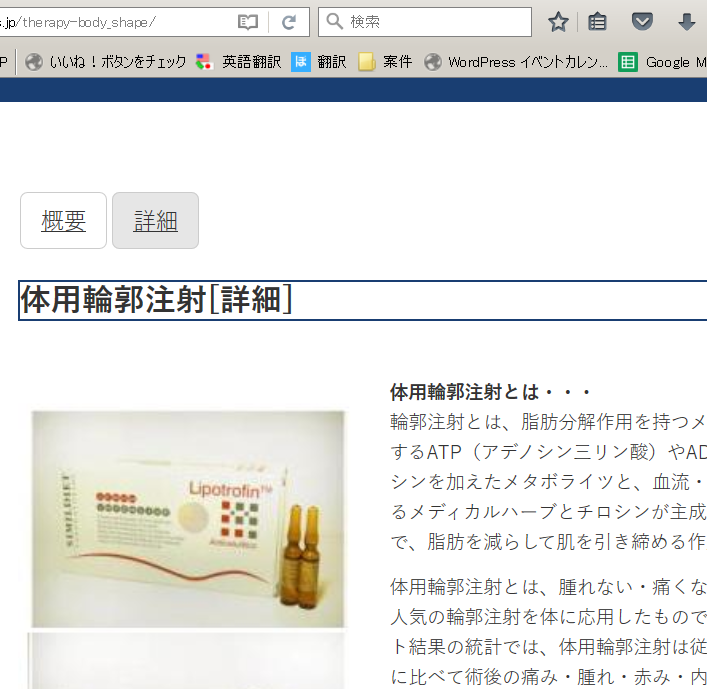 s.jp/therapy-body_shape/
検索
P いいね！ボタンをチェック 英語翻訳 ほ 翻訳 案件 WordPress イベントカレン... Google M
概要 詳細
体用輪郭注射[詳細]
Lipotrofin™
SIMILDIET
体用輪郭注射とは・・・
輪郭注射とは、脂肪分解作用を持つメ
するATP（アデノシン三リン酸）やAD
シンを加えたメタボライツと、血流・
るメディカルハーブとチロシンが主成
で、脂肪を減らして肌を引き締める作
体用輪郭注射とは、腫れない・痛くな
人気の輪郭注射を体に応用したもので
ト結果の統計では、体用輪郭注射は従
に比べて術後の痛み・腫れ・赤み・内